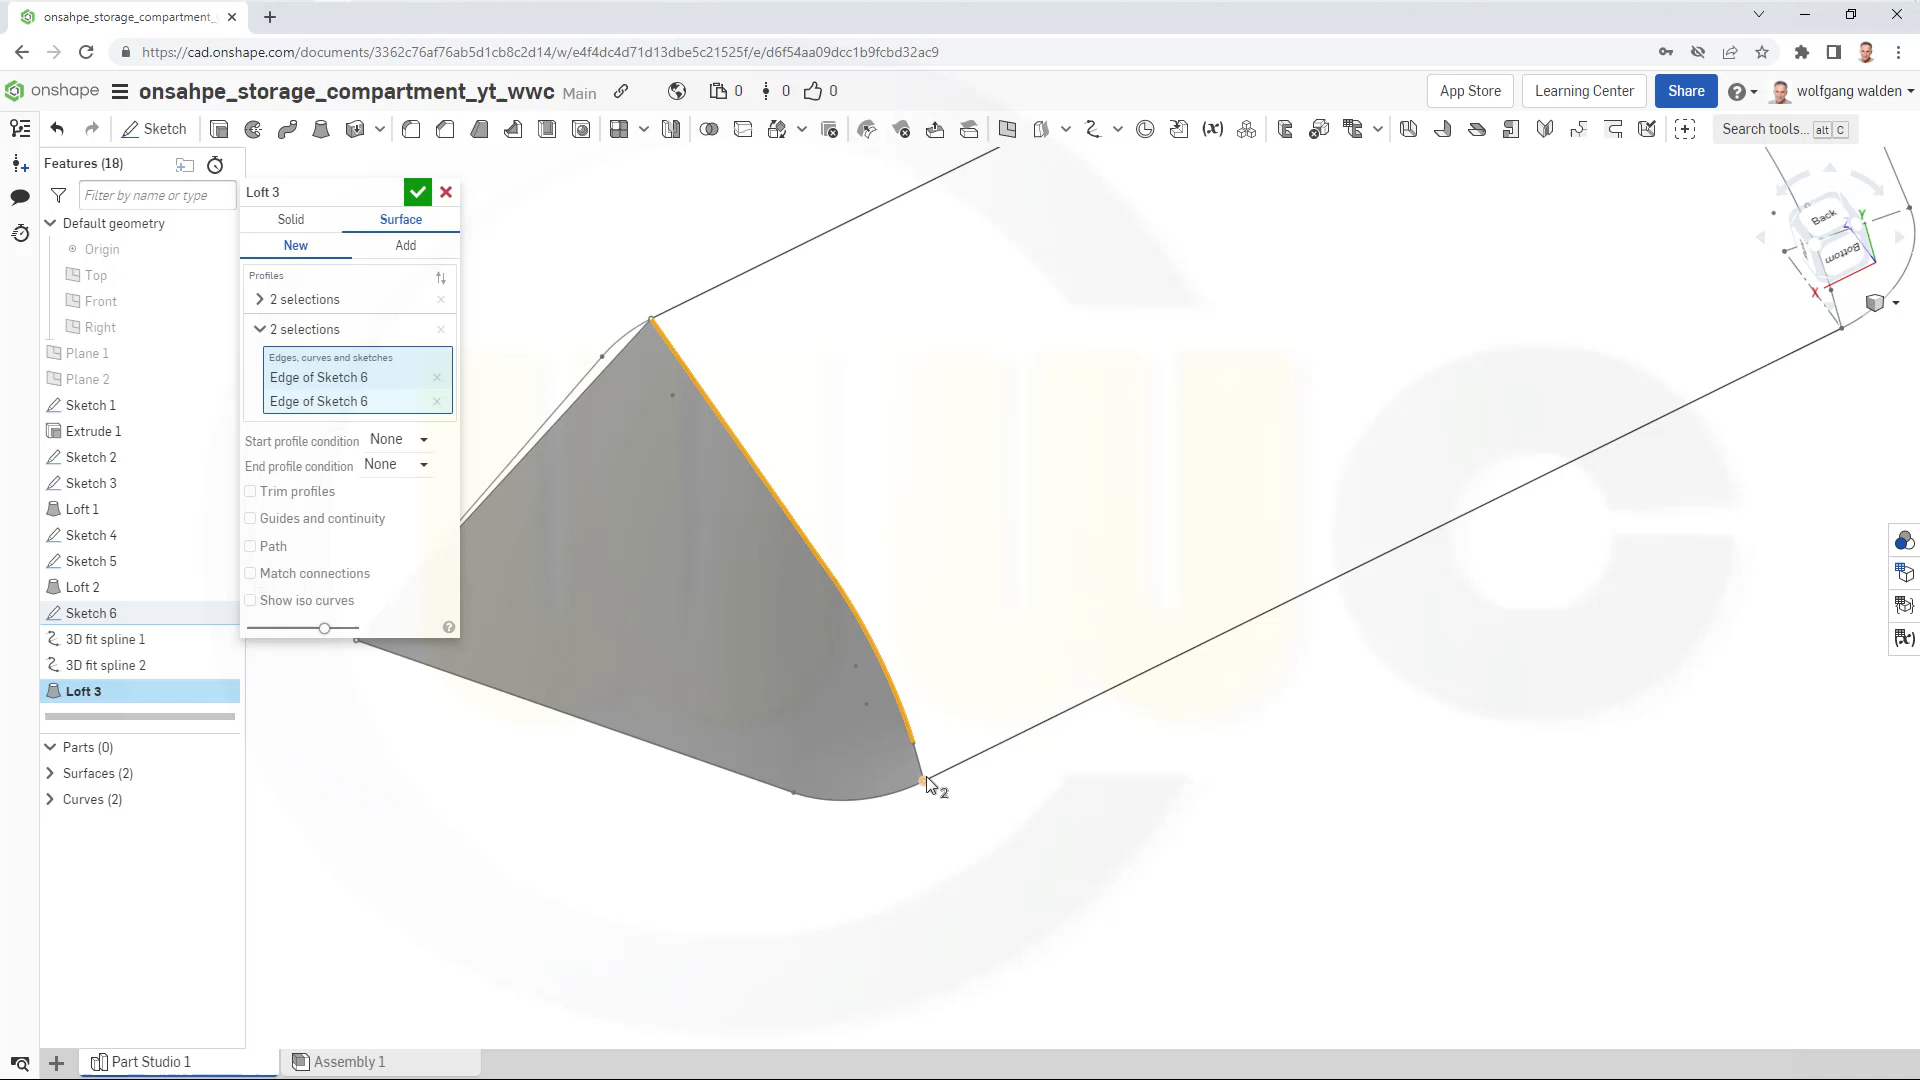 onsahpe_storage_compartment_
https://cad.onshape.com/documents/3362c76af76ab5d1cb8c2d14/w/e4f4dc4d71d13dbe5c21525f/e/d6f54aa09dcc1b9fcbd32ac9
onshape
onsahpe_storage_compartment_yt_wwc Main
0
0
0
App Store
Learning Center
Share
wolfgang walden
Sketch
Search tools... alt C
Features (18)
Filter by name or type
Default geometry
Origin
Top
Front
Right
Plane 1
Plane 2
Sketch 1
Extrude 1
Sketch 2
Sketch 3
Loft 1
Sketch 4
Sketch 5
Loft 2
Sketch 6
3D fit spline 1
3D fit spline 2
Loft 3
Parts (0)
Surfaces (2)
Curves (2)
Loft 3
Solid
Surface
New
Add
Profiles
2 selections
2 selections
Edges, curves and sketches
Edge of Sketch 6
Edge of Sketch 6
Start profile condition None
End profile condition None
Trim profiles
Guides and continuity
Path
Match connections
Show iso curves
Back
Bottom
X
Y
Z
2
Part Studio 1
Assembly 1